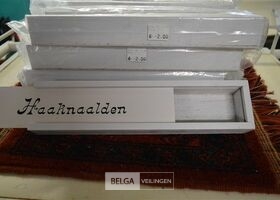 € -2.00
€ -2.00
Haaknaalden
BELGA VEILINGEN